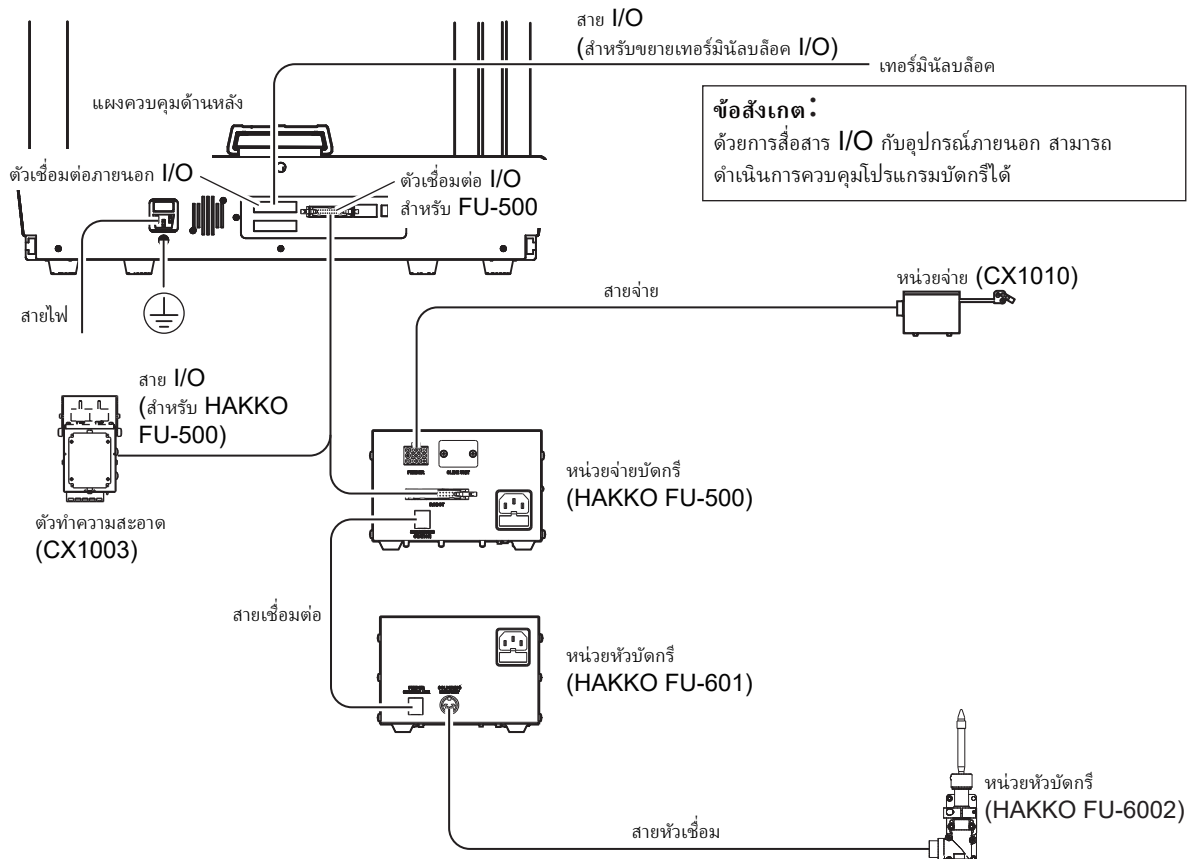 สาย I/O
(สำหรับขยายเทอร์มินัลบล็อค I/O)
เทอร์มินัลบล็อค
แผงควบคุมด้านหลัง
ข้อสังเกต:
ด้วยการสื่อสาร I/O กับอุปกรณ์ภายนอก สามารถ
ดำเนินการควบคุมโปรแกรมบัดกรีได้
ตัวเชื่อมต่อภายนอก I/O
ตัวเชื่อมต่อ I/O
สำหรับ FU-500
สายไฟ
สายจ่าย
หน่วยจ่าย (CX1010)
สาย I/O
(สำหรับ HAKKO
FU-500)
ตัวทำความสะอาด
(CX1003)
หน่วยจ่ายบัดกรี
(HAKKO FU-500)
สายเชื่อมต่อ
หน่วยหัวบัดกรี
(HAKKO FU-601)
หน่วยหัวบัดกรี
(HAKKO FU-6002)
สายหัวเชื่อม